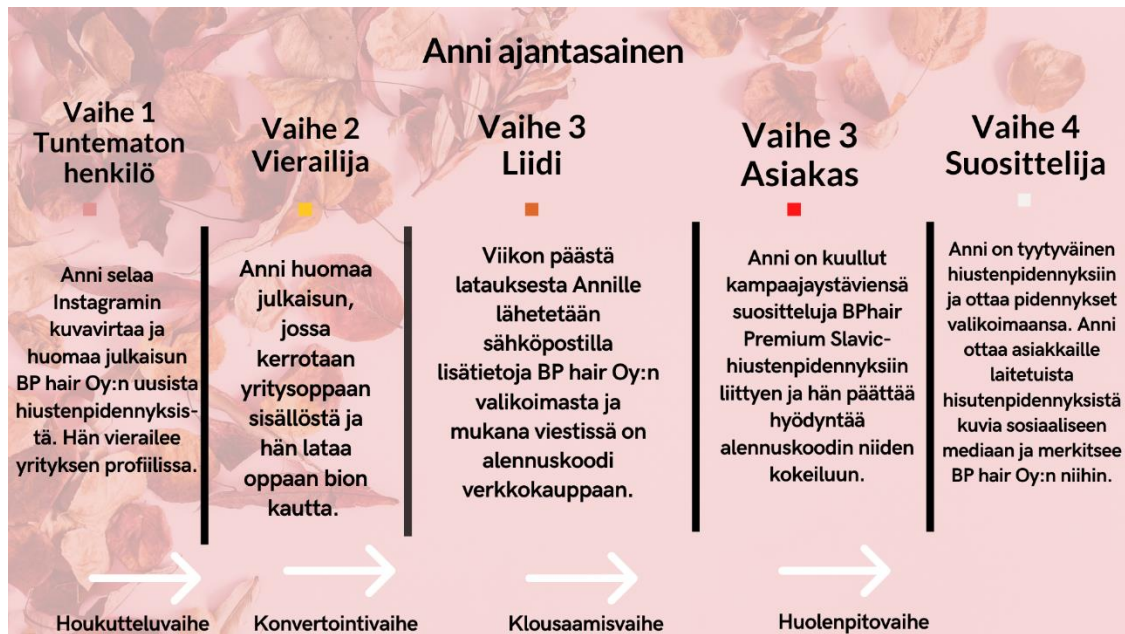 Anni ajantasainen
Vaihe 1
Tuntematon
henkilö
Anni selaa
Instagramin
kuvavirtaa ja
huomaa julkaisun
BP hair Oy:n uusista
hiustenpidennyksis-
tä. Hän vierailee
yrityksen profiilissa.
Vaihe 2
Vierailija
Anni huomaa
julkaisun,
jossa
kerrotaan
yritysoppaan
sisällöstä ja
hän lataa
oppaan bion
kautta.
Vaihe 3
Liidi
Viikon päästä
latauksesta Annille
lähetetään
sähköpostilla
lisätietoja BP hair Oy:n
valikoimasta ja
mukana viestissä on
alennuskoodi
verkkokauppaan.
Vaihe 3
Asiakas
Anni on kuullut
kampaajaystäviensä
suositteluja BPhair
Premium Slavic-
hiustenpidennyksiin
liittyen ja hän päättää
hyödyntää
alennuskoodin niiden
kokeiluun.
Vaihe 4
Suosittelija
Anni on tyytyväinen
hiustenpidennyksiin
ja ottaa pidennykset
valikoimaansa. Anni
ottaa asiakkaille
laitetuista
hisutenpidennyksistä
kuvia sosiaaliseen
mediaan ja merkitsee
BP hair Oy:n niihin.
Houkutteluvaihe
Konvertointivaihe
Klousaamisvaihe
Huolenpitovaihe